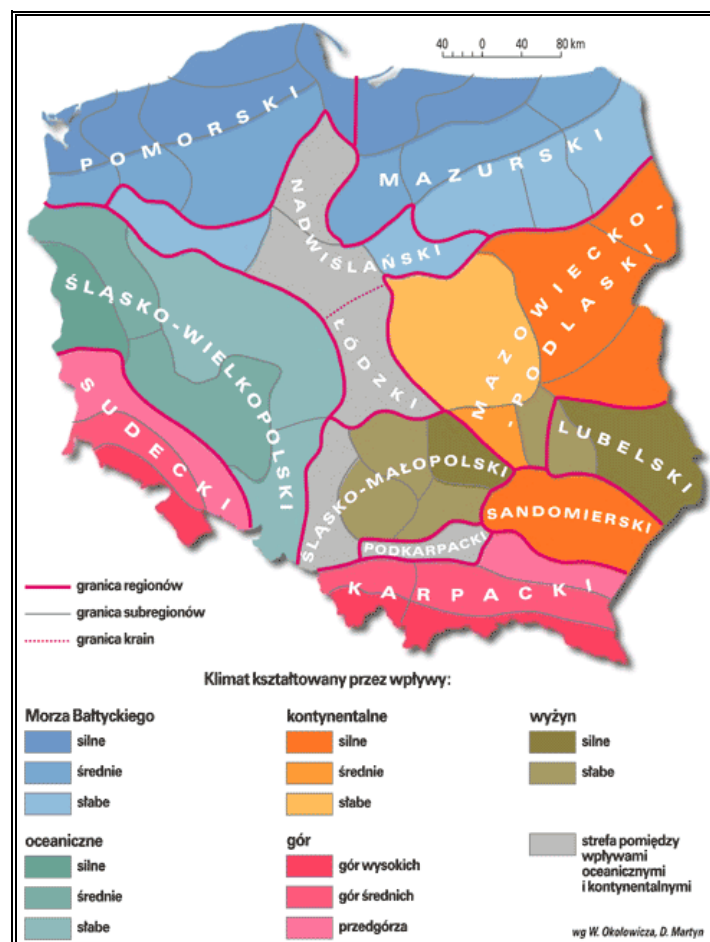 40 0 40 80 km
POMORSKI
MAZURSKI
NADWIŚLAŃSKI
MAZOWIECKO-
-PODLASKI
ŚLĄSKO-WIELKOPOLSKI
ŁÓDZKI
SUDECKI
LUBELSKI
ŚLĄSKO-MAŁOPOLSKI
SANDOMIERSKI
PODKARPACKI
KARPACKI
granica regionów
granica subregionów
granica krain
Klimat kształtowany przez wpływy:
Morza Bałtyckiego
silne
średnie
słabe
kontynentalne
silne
średnie
słabe
wyżyn
silne
słabe
oceaniczne
silne
średnie
słabe
gór
gór wysokich
gór średnich
przedgórza
strefa pomiędzy
wpływami
oceanicznymi
i kontynentalnymi
wg W. Okołowicza, D. Martyn